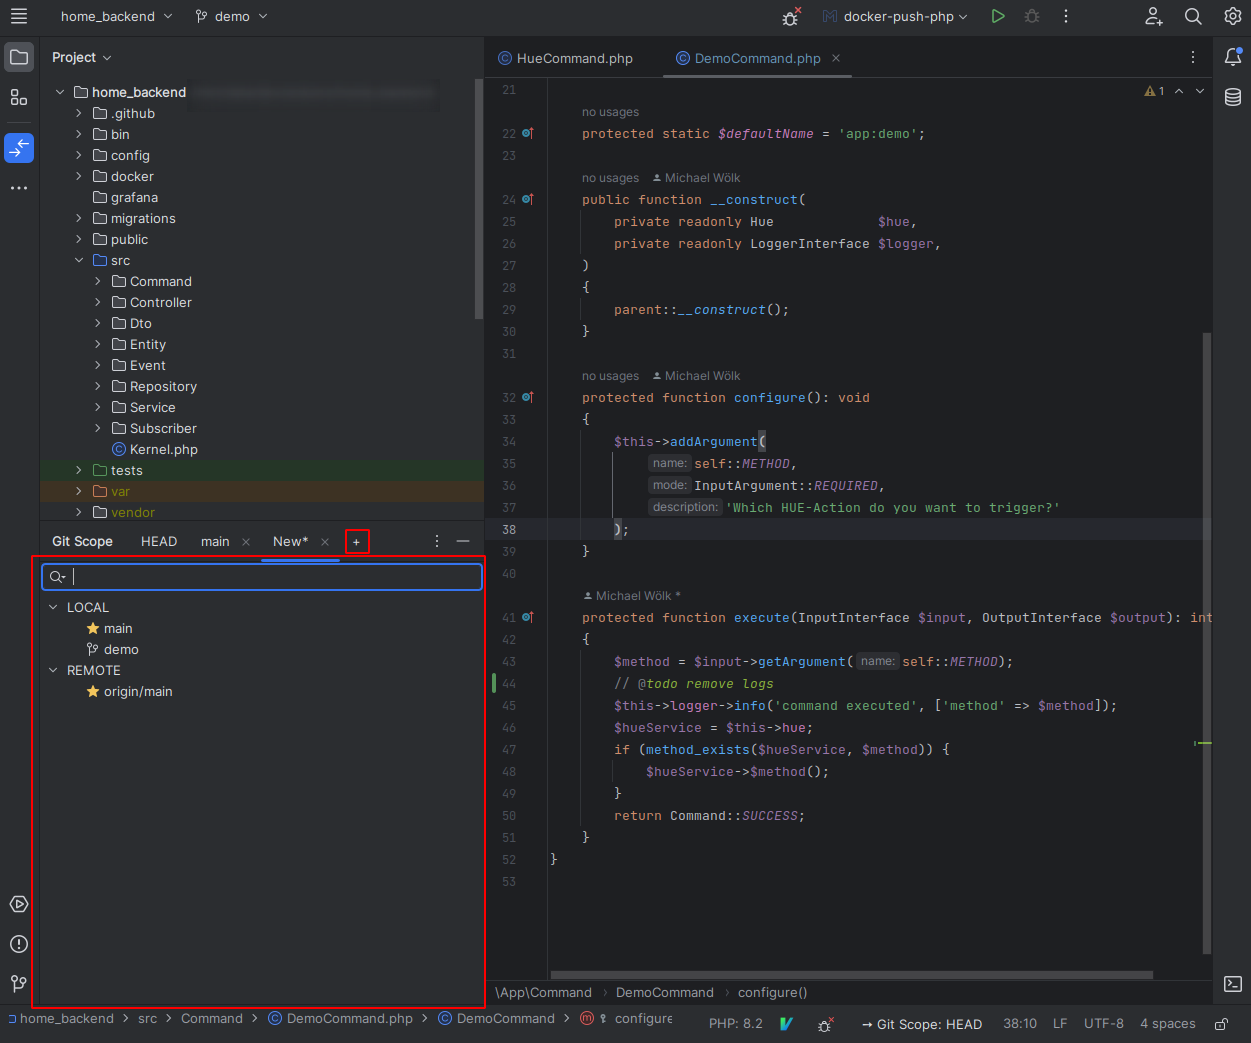 home_backend demo docker-push-php
Project
home_backend
.github
bin
config
docker
grafana
migrations
public
src
Command
Controller
Dto
Entity
Event
Repository
Service
Subscriber
Kernel.php
tests
var
vendor
Git Scope HEAD main New* +
LOCAL
main
demo
REMOTE
origin/main
HueCommand.php DemoCommand.php
21
1
no usages
22 protected static $defaultName = 'app:demo';
23
no usages Michael Wölk
24 public function __construct(
25 private readonly Hue $hue,
26 private readonly LoggerInterface $logger,
27 )
28 {
29 parent::__construct();
30 }
31
no usages Michael Wölk
32 protected function configure(): void
33 {
34 $this->addArgument(
35 name: self::METHOD,
36 mode: InputArgument::REQUIRED,
37 description: 'Which HUE-Action do you want to trigger?'
38 );
39 }
40
Michael Wölk *
41 protected function execute(InputInterface $input, OutputInterface $output): int
42 {
43 $method = $input->getArgument( name: self::METHOD);
44 // @todo remove logs
45 $this->logger->info('command executed', ['method' => $method]);
46 $hueService = $this->hue;
47 if (method_exists($hueService, $method)) {
48 $hueService->$method();
49 }
50 return Command::SUCCESS;
51 }
52 }
53
\App\Command › DemoCommand › configure()
home_backend > src > Command > DemoCommand.php > DemoCommand > configure
PHP: 8.2 Git Scope: HEAD 38:10 LF UTF-8 4 spaces